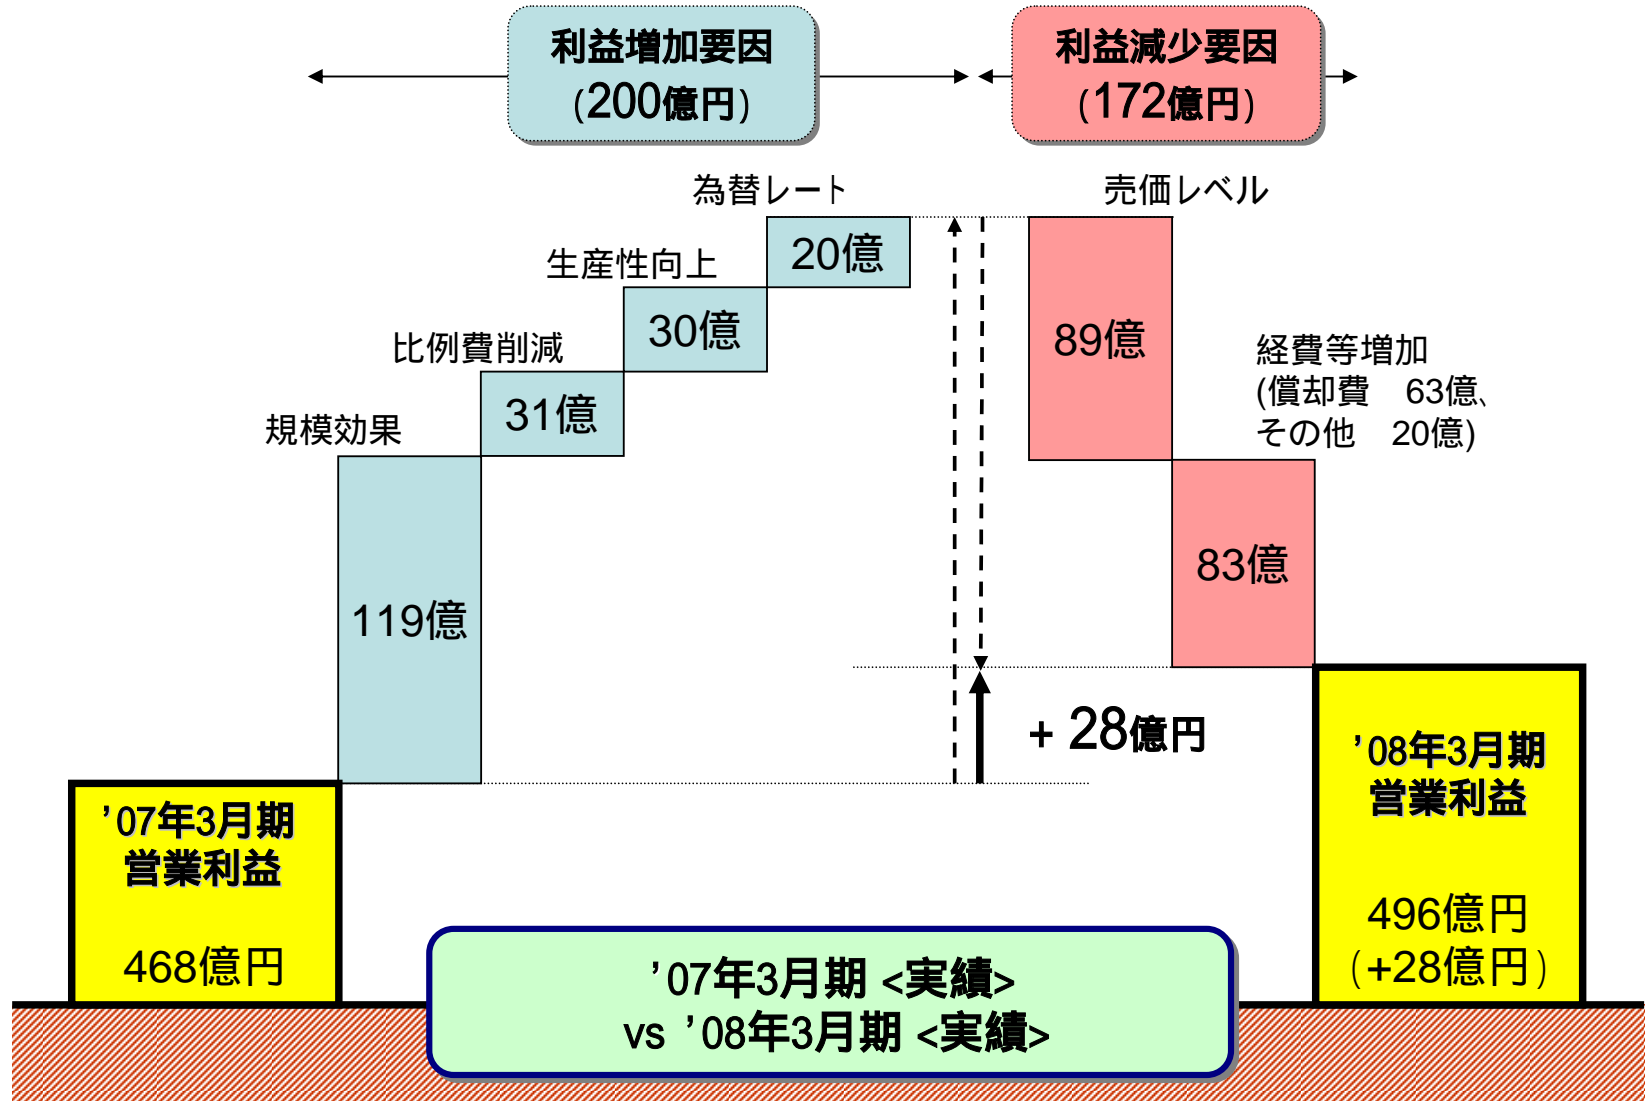 利益増加要因
(200億円)
利益減少要因
(172億円)
為替レート
売価レベル
20億
生産性向上
30億
89億
比例費削減
経費等増加
(償却費　63億、
その他　20億)
31億
規模効果
83億
119億
+ 28億円
’07年3月期
営業利益
468億円
’08年3月期
営業利益
496億円
(+28億円)
’07年3月期 <実績>
vs ’08年3月期 <実績>